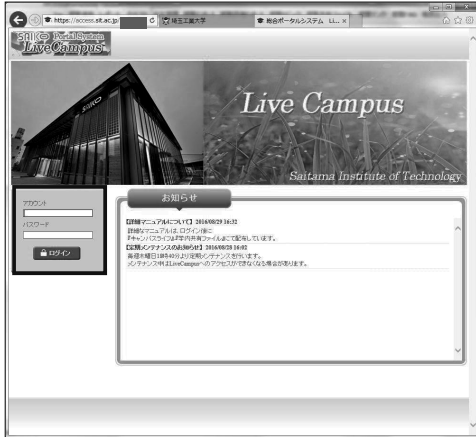 https://access.sit.ac.jp
埼玉工業大学
総合ポータルシステム Li...
SAIKO Portal System
LiveCampus
Live Campus
SAIKO
Saitama Institute of Technology
アカウント
パスワード
ログイン
お知らせ
【詳細マニュアルについて】 2016/08/29 16:32
詳細なマニュアルは、ログイン後に
『キャンパスライフ』『学内共有ファイル』にて配布しています。
【定期メンテナンスのお知らせ】 2016/08/28 16:02
毎週水曜日18時40分より定期メンテナンスを行います。
メンテナンス中はLiveCampusへのアクセスができなくなる場合があります。